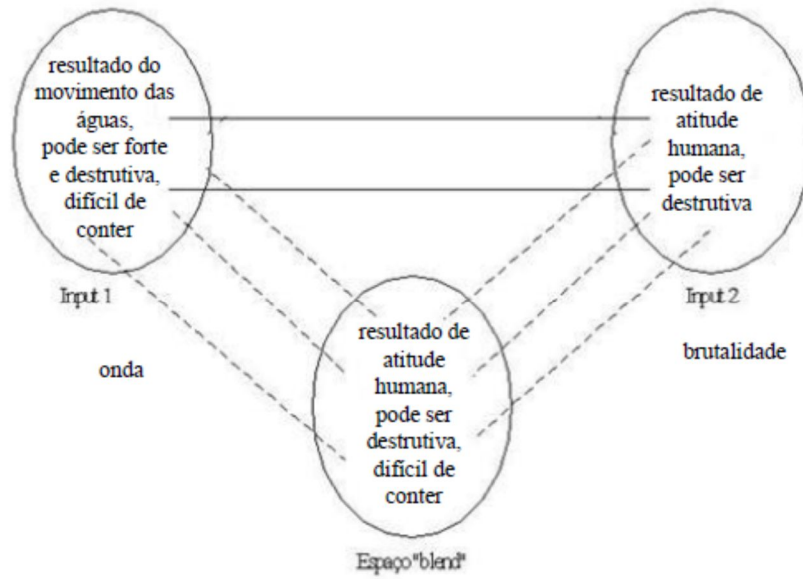 resultado do
movimento das
águas,
pode ser forte
e destrutiva,
difícil de
conter
Input 1
onda
resultado de
atitude
humana,
pode ser
destrutiva
Input 2
brutalidade
resultado de
atitude
humana,
pode ser
destrutiva,
difícil de
conter
Espaço "blend"